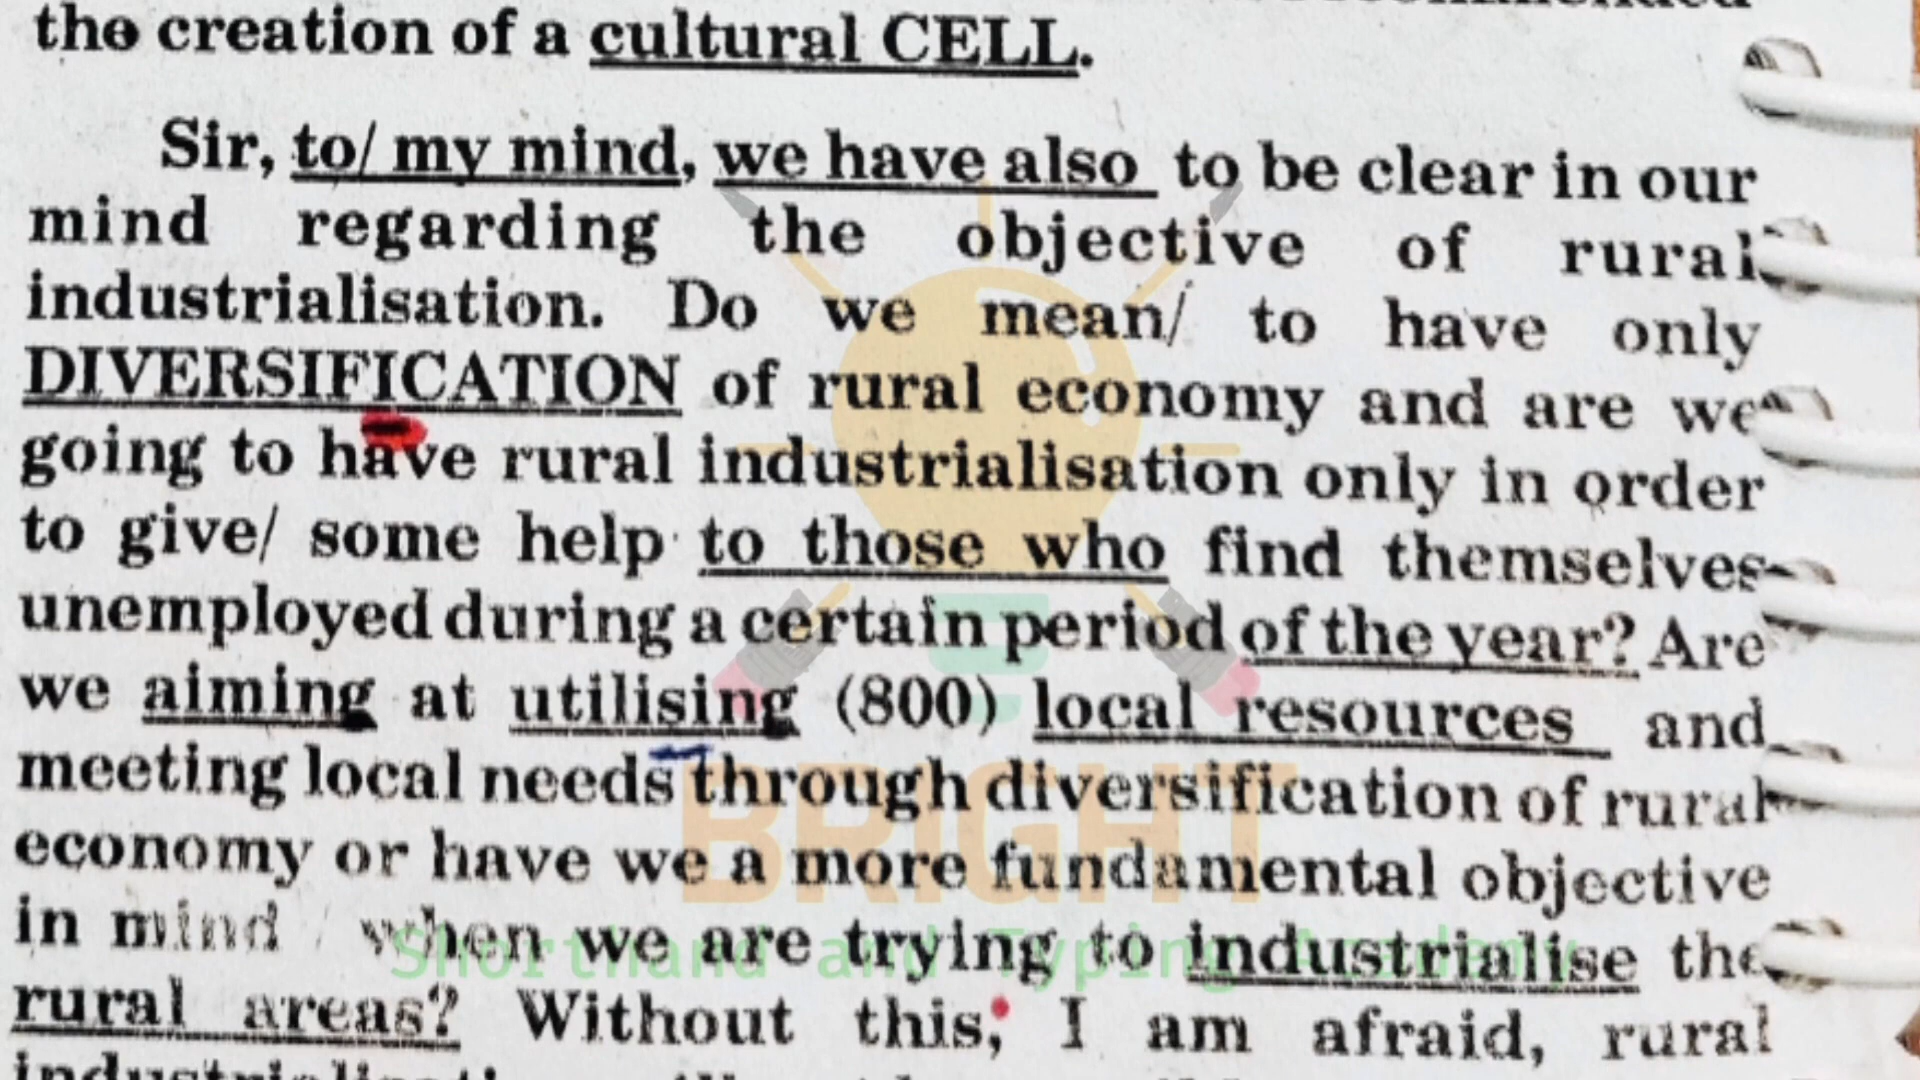 the creation of a cultural CELL.
Sir, to/ my mind, we have also to be clear in our
mind regarding the objective of rural
industrialisation. Do we mean/ to have only
DIVERSIFICATION of rural economy and are we
going to have rural industrialisation only in order
to give/ some help to those who find themselves
unemployed during a certain period of the year? Are
we aiming at utilising (800) local resources and
meeting local needs through diversification of rural
economy or have we a more fundamental objective
in mind / when we are trying to industrialise the
rural areas? Without this, I am afraid, rural
BRIGHT
Shorthand and Typing Academy